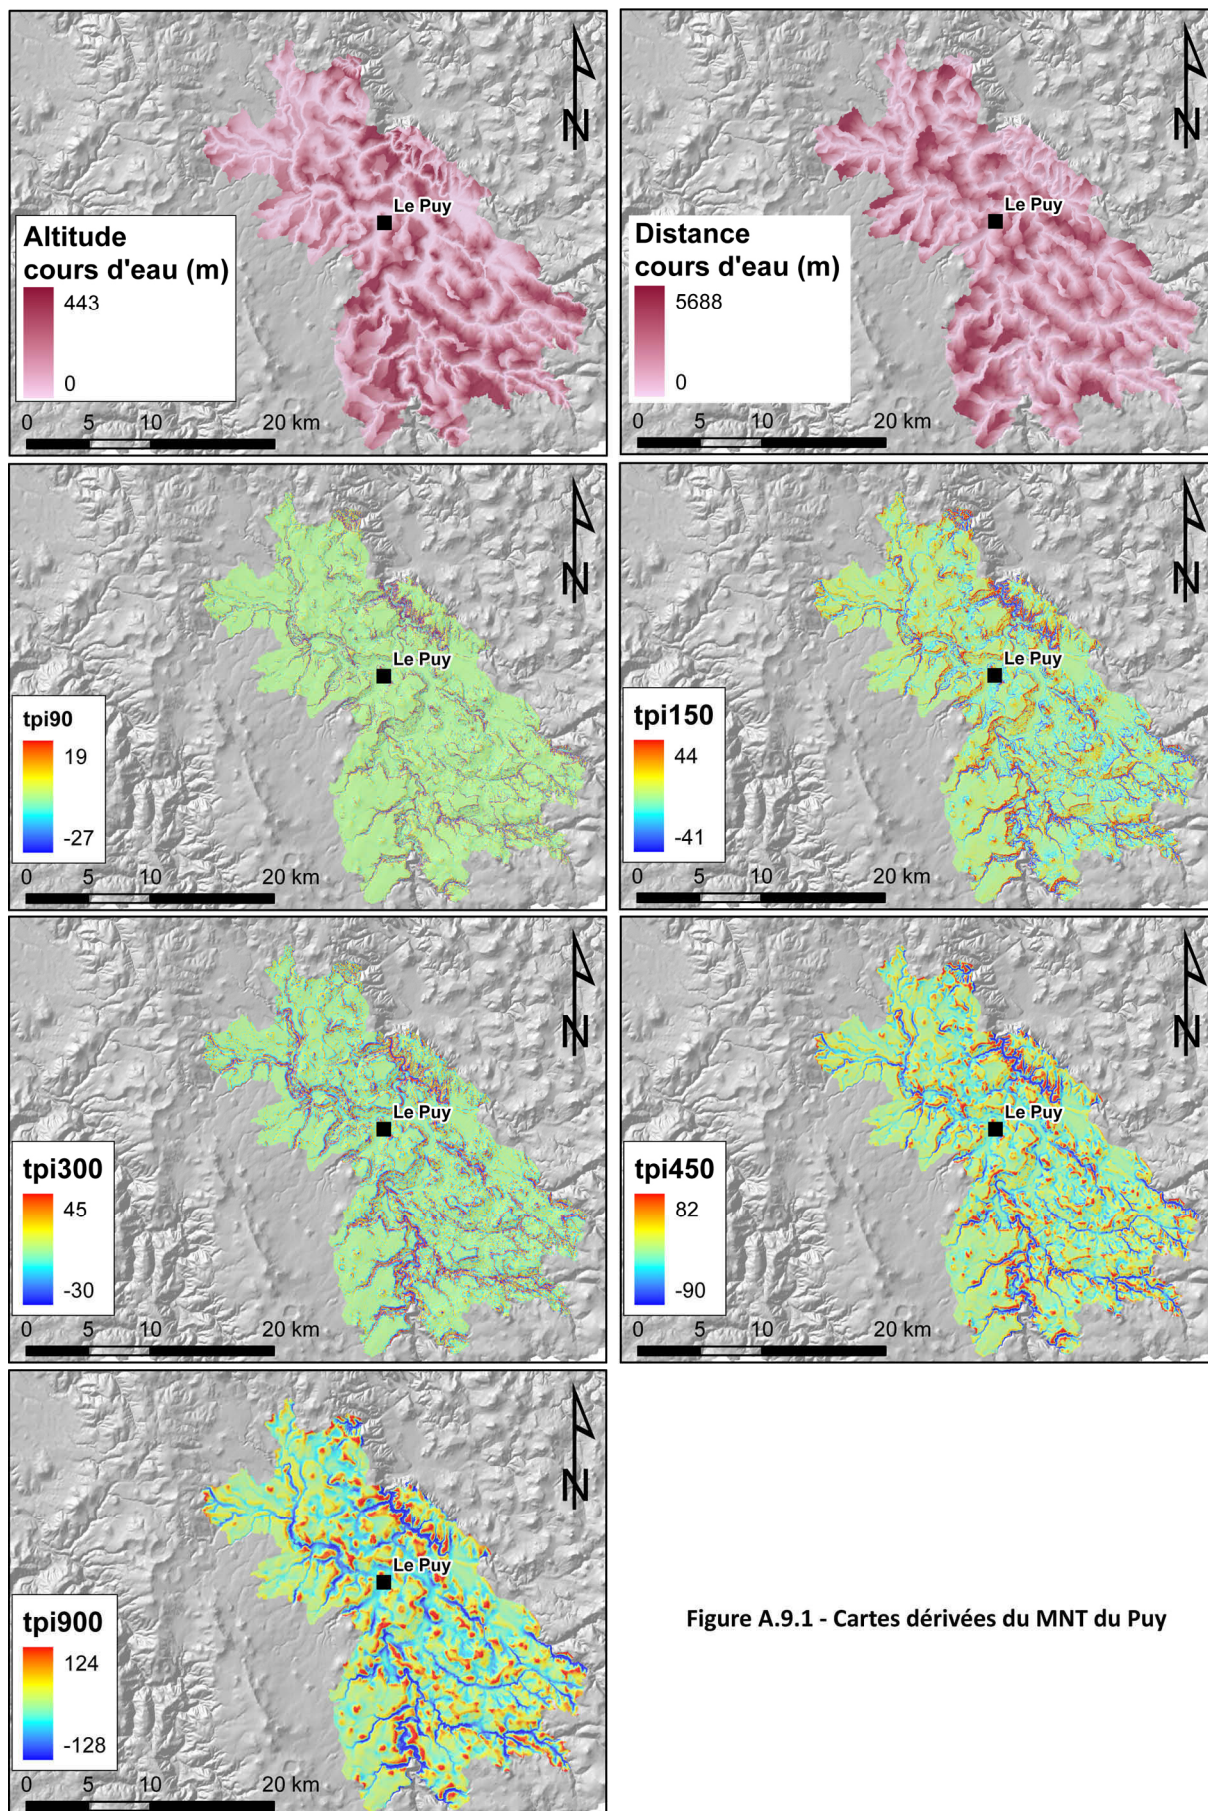 N
Le Puy
Altitude
cours d'eau (m)
443
0
0 5 10 20 km
N
Le Puy
Distance
cours d'eau (m)
5688
0
0 5 10 20 km
N
Le Puy
tpi90
19
-27
0 5 10 20 km
N
Le Puy
tpi150
44
-41
0 5 10 20 km
N
Le Puy
tpi300
45
-30
0 5 10 20 km
N
Le Puy
tpi450
82
-90
0 5 10 20 km
N
Le Puy
tpi900
124
-128
0 5 10 20 km
Figure A.9.1 - Cartes dérivées du MNT du Puy